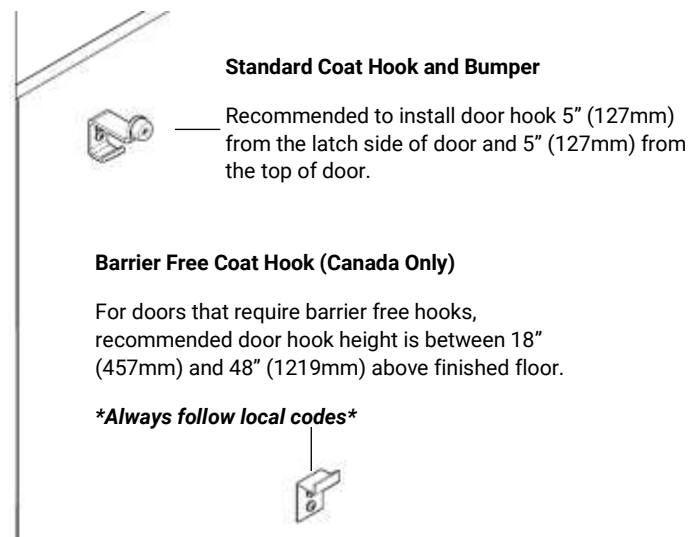 Standard Coat Hook and Bumper
Recommended to install door hook 5” (127mm)
from the latch side of door and 5” (127mm) from
the top of door.
Barrier Free Coat Hook (Canada Only)
For doors that require barrier free hooks,
recommended door hook height is between 18”
(457mm) and 48” (1219mm) above finished floor.
*Always follow local codes*